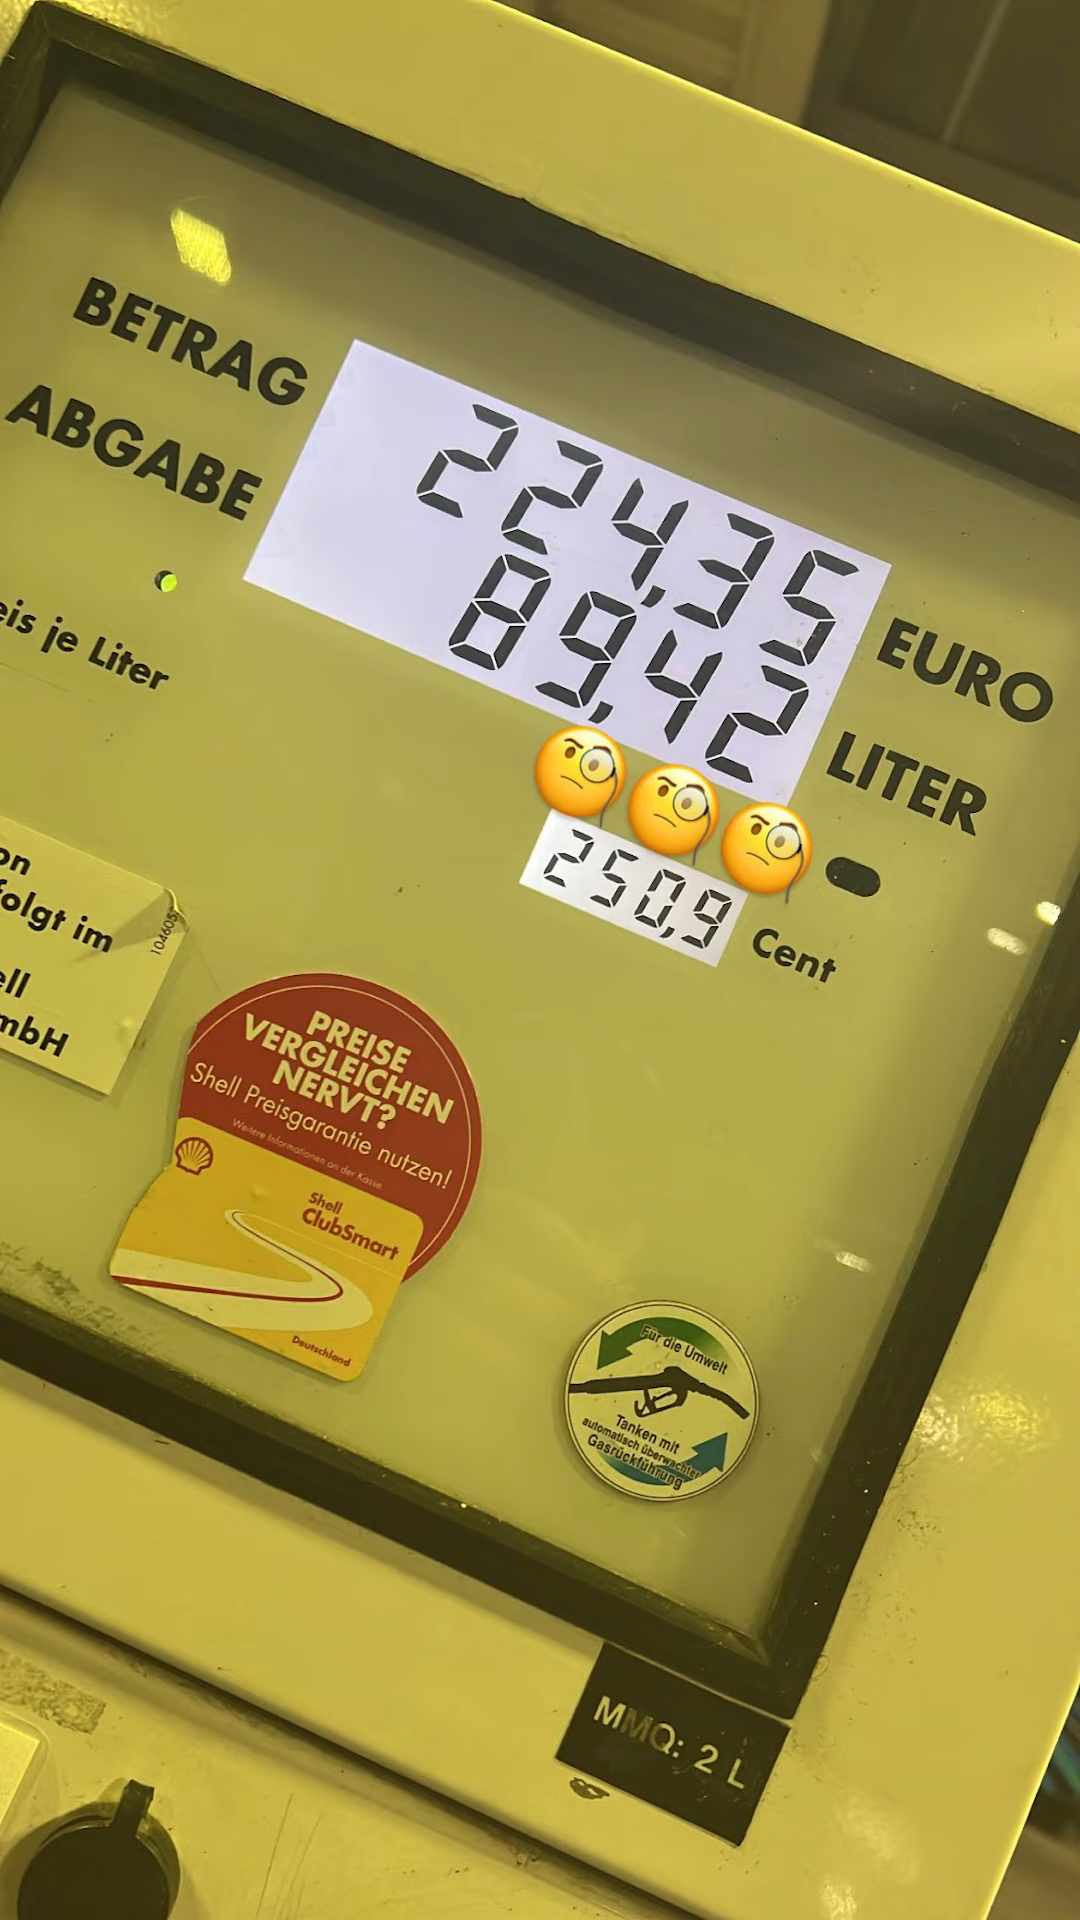 BETRAG
224,35 EURO
ABGABE
89,42 LITER
eis je Liter
250,9 Cent
on
folgt im
ell
mbH
PREISE
VERGLEICHEN
NERVT?
Shell Preisgarantie nutzen!
Weitere Informationen an der Kasse
Shell
ClubSmart
Deutschland
Für die Umwelt
Tanken mit
automatisch überwachter
Gasrückführung
MMQ: 2 L